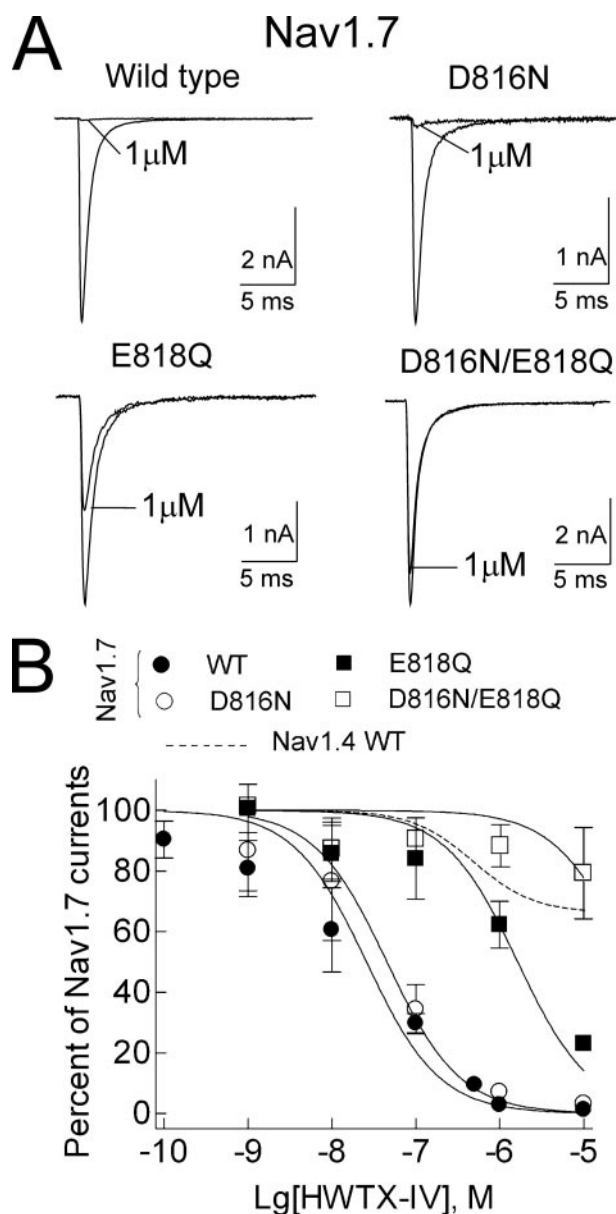 A
Nav1.7
Wild type
D816N
1μM
1μM
2 nA
5 ms
1 nA
5 ms
E818Q
D816N/E818Q
1μM
1μM
1 nA
5 ms
2 nA
5 ms
B
Nav1.7
WT
E818Q
D816N
D816N/E818Q
Nav1.4 WT
Percent of Nav1.7 currents
100
80
60
40
20
0
-10 -9 -8 -7 -6 -5
Lg[HWTX-IV], M